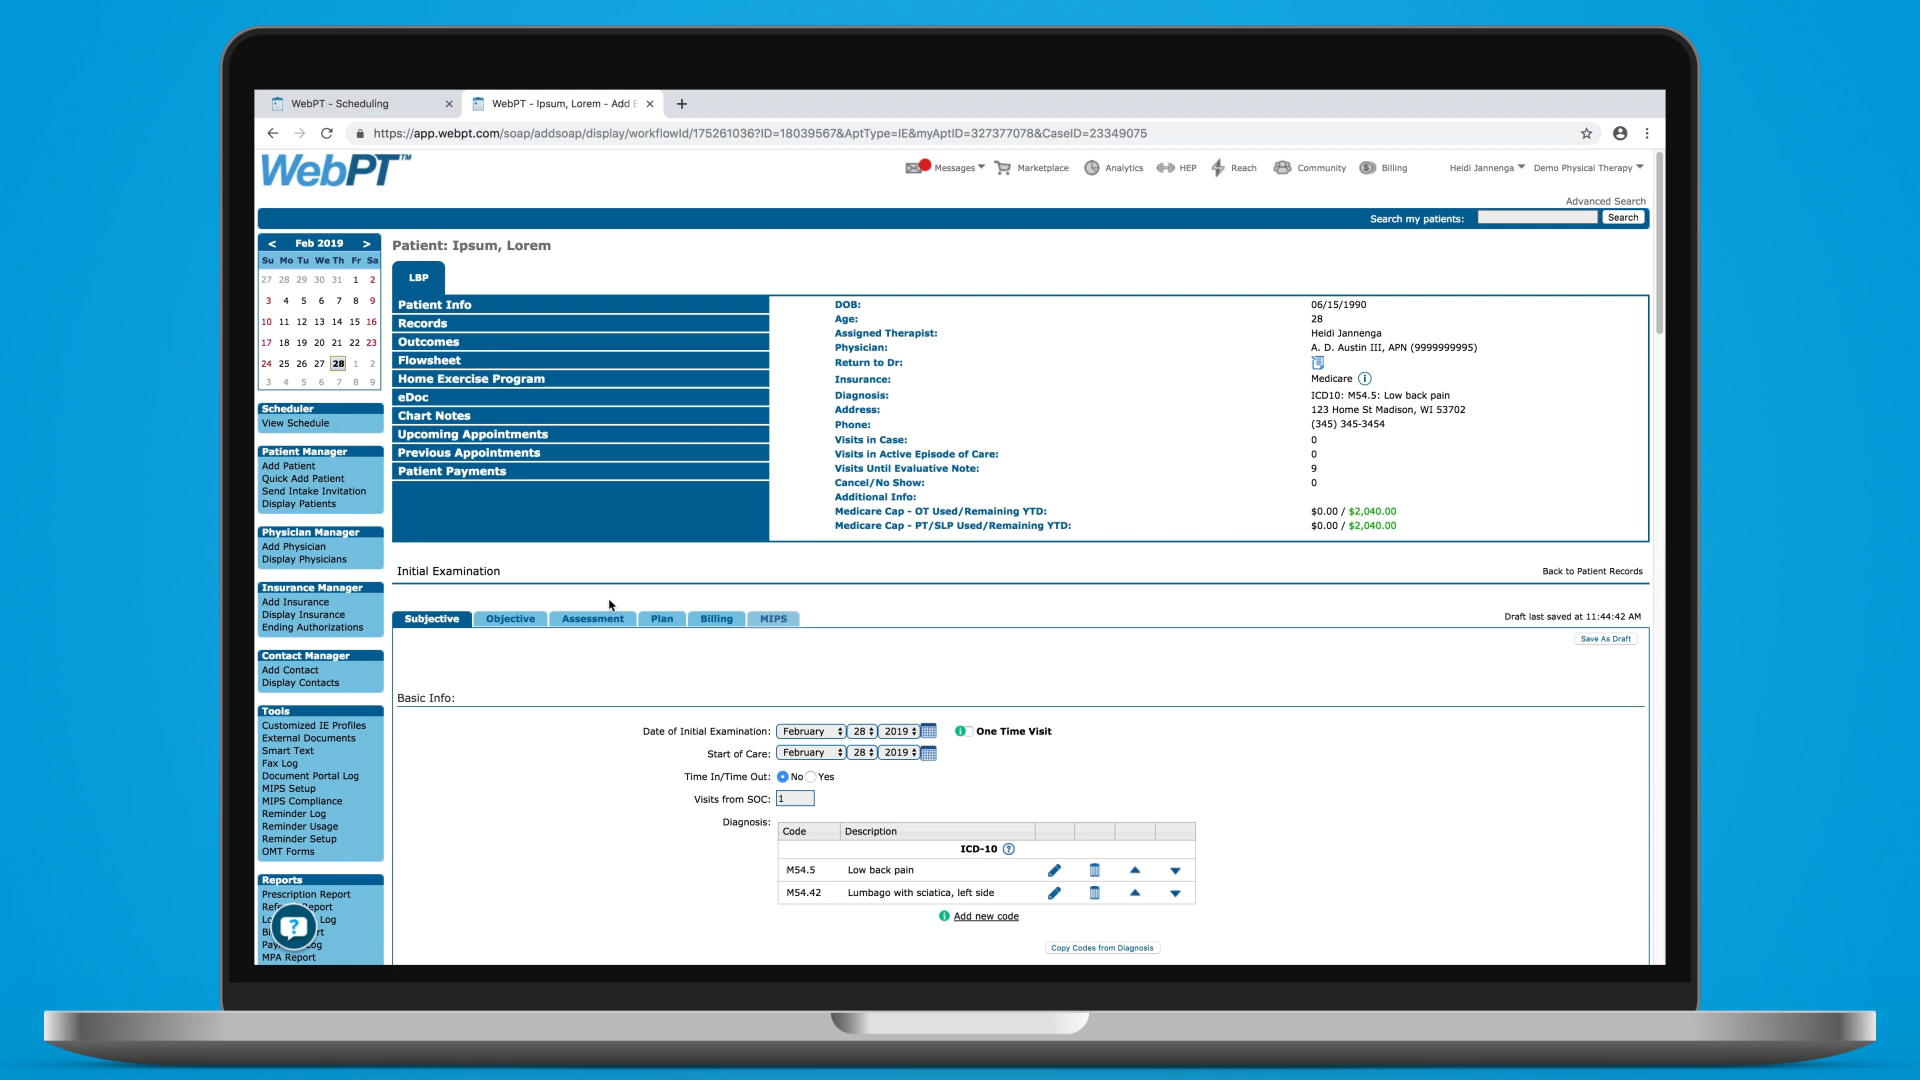 WebPT - Scheduling
WebPT - Ipsum, Lorem - Add E
https://app.webpt.com/soap/addsoap/display/workflowId/175261036?ID=18039567&AptType=IE&myAptID=327377078&CaseID=23349075
WebPT™
Messages Marketplace Analytics HEP Reach Community Billing Heidi Jannenga Demo Physical Therapy
Advanced Search
Search my patients: Search
< Feb 2019 >
Su Mo Tu We Th Fr Sa
27 28 29 30 31 1 2
3 4 5 6 7 8 9
10 11 12 13 14 15 16
17 18 19 20 21 22 23
24 25 26 27 28 1 2
3 4 5 6 7 8 9
Scheduler
View Schedule
Patient Manager
Add Patient
Quick Add Patient
Send Intake Invitation
Display Patients
Physician Manager
Add Physician
Display Physicians
Insurance Manager
Add Insurance
Display Insurance
Ending Authorizations
Contact Manager
Add Contact
Display Contacts
Tools
Customized IE Profiles
External Documents
Smart Text
Fax Log
Document Portal Log
MIPS Setup
MIPS Compliance
Reminder Log
Reminder Usage
Reminder Setup
OMT Forms
Reports
Prescription Report
Log
MPA Report
Patient: Ipsum, Lorem
LBP
Patient Info
Records
Outcomes
Flowsheet
Home Exercise Program
eDoc
Chart Notes
Upcoming Appointments
Previous Appointments
Patient Payments
DOB: 06/15/1990
Age: 28
Assigned Therapist: Heidi Jannenga
Physician: A. D. Austin III, APN (9999999995)
Return to Dr:
Insurance: Medicare
Diagnosis: ICD10: M54.5: Low back pain
Address: 123 Home St Madison, WI 53702
Phone: (345) 345-3454
Visits in Case: 0
Visits in Active Episode of Care: 0
Visits Until Evaluative Note: 9
Cancel/No Show: 0
Additional Info:
Medicare Cap - OT Used/Remaining YTD: $0.00 / $2,040.00
Medicare Cap - PT/SLP Used/Remaining YTD: $0.00 / $2,040.00
Initial Examination Back to Patient Records
Subjective Objective Assessment Plan Billing MIPS Draft last saved at 11:44:42 AM
Save As Draft
Basic Info:
Date of Initial Examination: February 28 2019 One Time Visit
Start of Care: February 28 2019
Time In/Time Out: No Yes
Visits from SOC: 1
Diagnosis:
Code Description
ICD-10 ?
M54.5 Low back pain
M54.42 Lumbago with sciatica, left side
Add new code
Copy Codes from Diagnosis